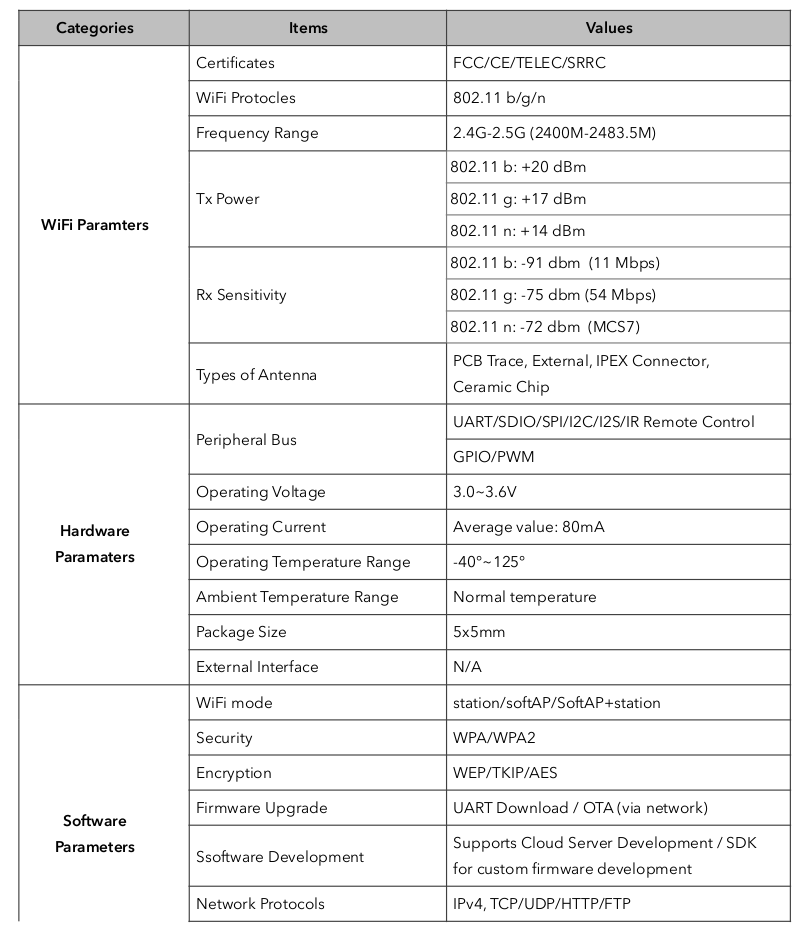 Categories Items Values
Certificates FCC/CE/TELEC/SRRC
WiFi Protocles 802.11 b/g/n
Frequency Range 2.4G-2.5G (2400M-2483.5M)
802.11 b: +20 dBm
Tx Power 802.11 g: +17 dBm
WiFi Paramters
802.11 n: +14 dBm
802.11 b: -91 dbm (11 Mbps)
Rx Sensitivity 802.11 g: -75 dbm (54 Mbps)
802.11 n: -72 dbm (MCS7)
Types of Antenna PCB Trace, External, IPEX Connector,
Ceramic Chip
UART/SDIO/SPI/I2C/I2S/IR Remote Control
Peripheral Bus
GPIO/PWM
Operating Voltage 3.0~3.6V
Hardware
Paramaters
Operating Current Average value: 80mA
Operating Temperature Range -40°~125°
Ambient Temperature Range Normal temperature
Package Size 5x5mm
External Interface N/A
WiFi mode station/softAP/SoftAP+station
Security WPA/WPA2
Encryption WEP/TKIP/AES
Firmware Upgrade UART Download / OTA (via network)
Software
Parameters
Ssoftware Development Supports Cloud Server Development / SDK
for custom firmware development
Network Protocols IPv4, TCP/UDP/HTTP/FTP